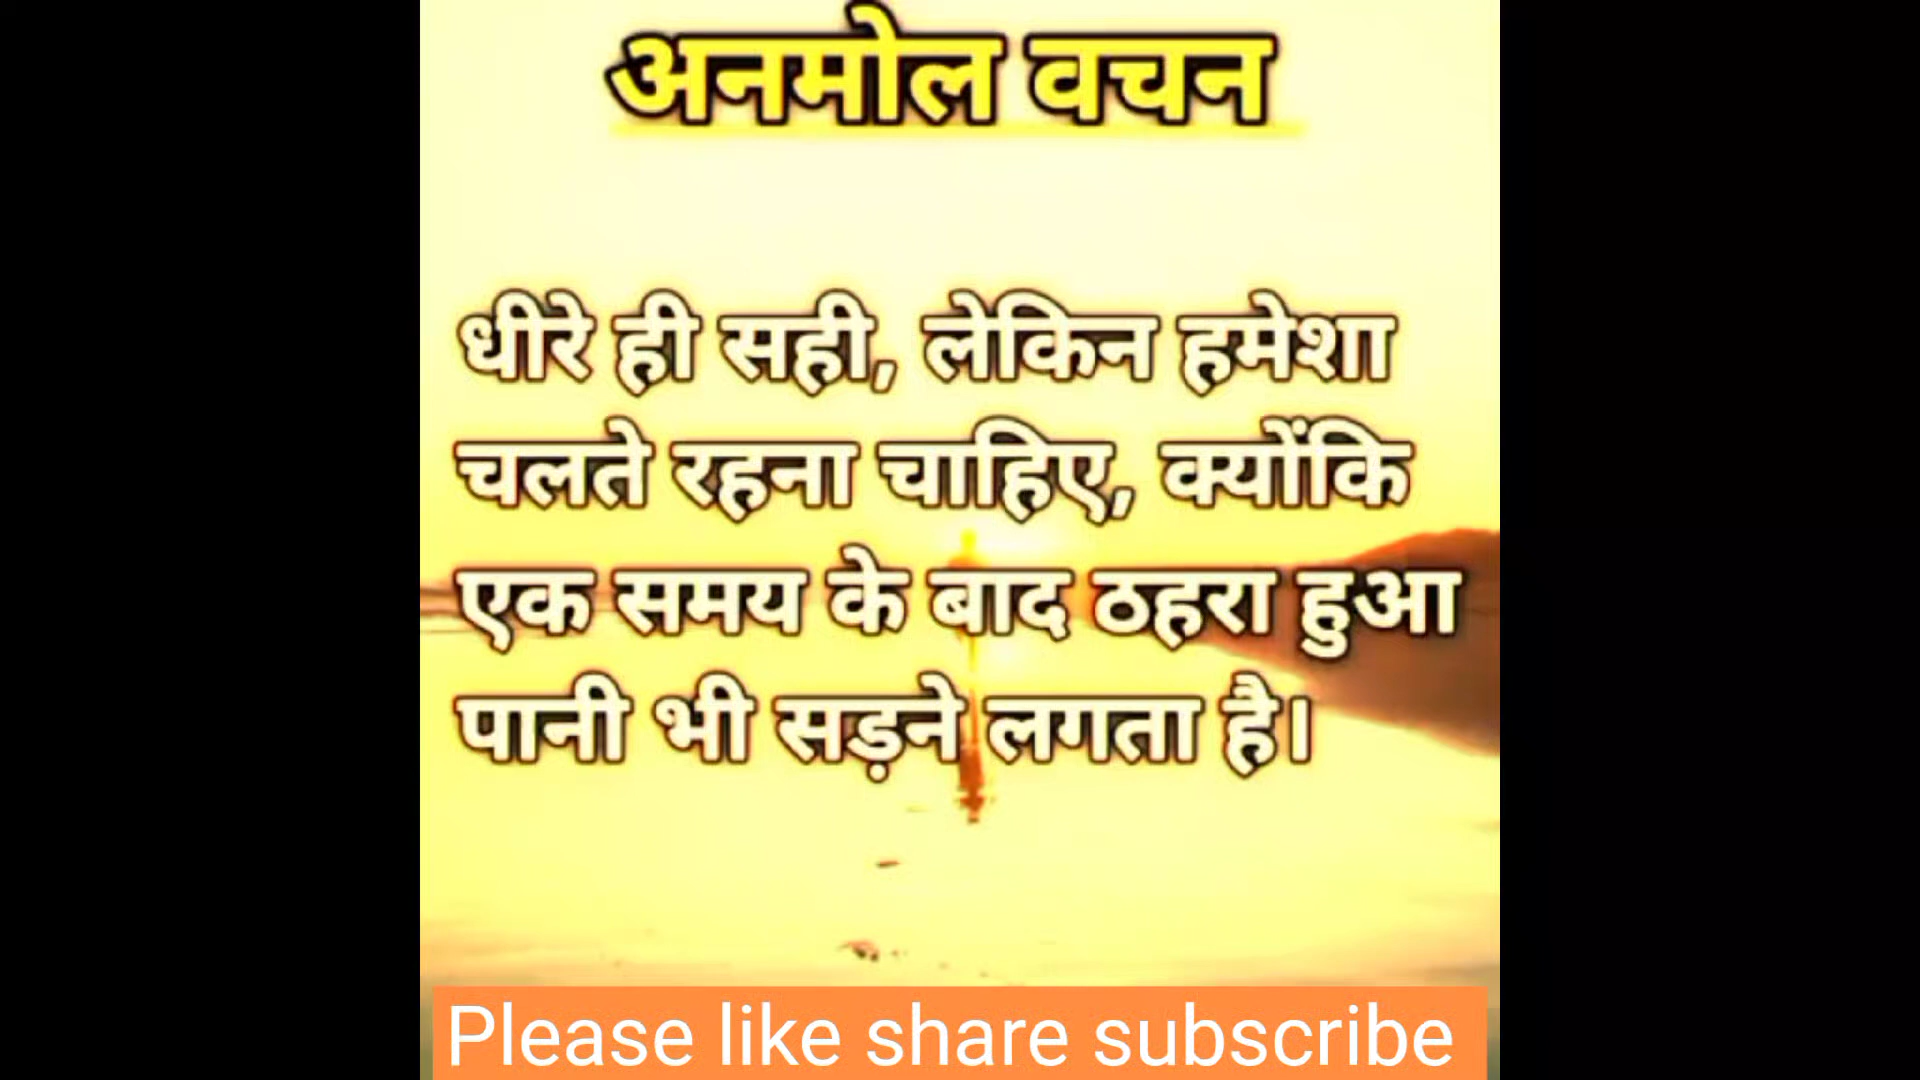 अनमोल वचन
धीरे ही सही, लेकिन हमेशा
चलते रहना चाहिए, क्योंकि
एक समय के बाद ठहरा हुआ
पानी भी सड़ने लगता है।
Please like share subscribe